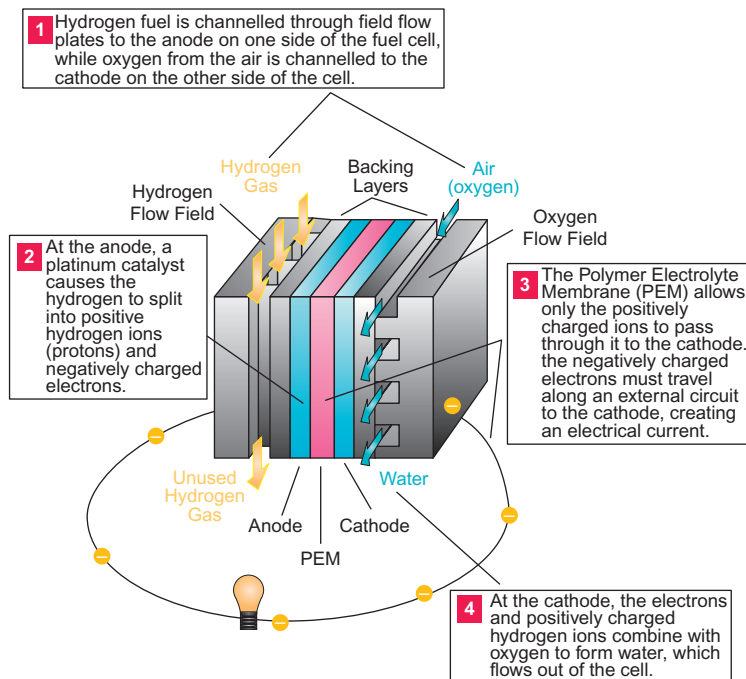 1 Hydrogen fuel is channelled through field flow
plates to the anode on one side of the fuel cell,
while oxygen from the air is channelled to the
cathode on the other side of the cell.
Hydrogen
Gas
Backing
Layers
Air
(oxygen)
Hydrogen
Flow Field
Oxygen
Flow Field
2 At the anode, a
platinum catalyst
causes the
hydrogen to split
into positive
hydrogen ions
(protons) and
negatively charged
electrons.
3 The Polymer Electrolyte
Membrane (PEM) allows
only the positively
charged ions to pass
through it to the cathode.
the negatively charged
electrons must travel
along an external circuit
to the cathode, creating
an electrical current.
Unused
Hydrogen
Gas
Water
Anode
Cathode
PEM
4 At the cathode, the electrons
and positively charged
hydrogen ions combine with
oxygen to form water, which
flows out of the cell.